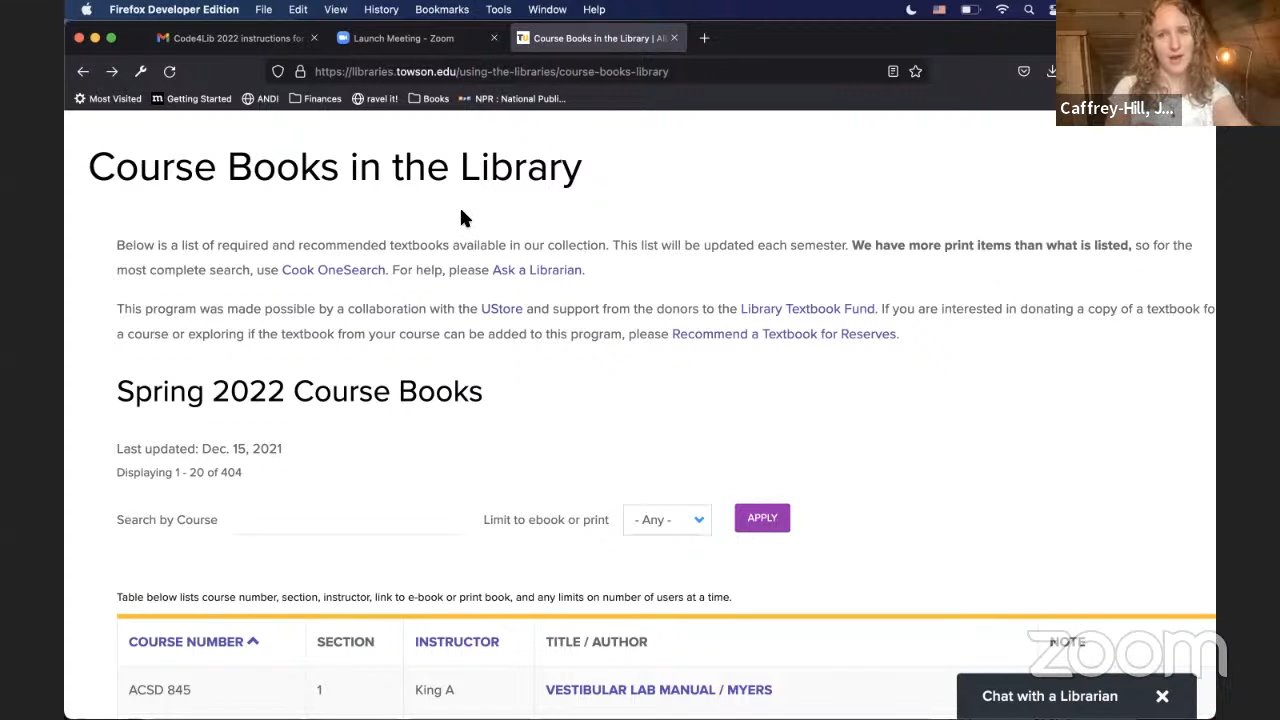 Firefox Developer Edition File Edit View History Bookmarks Tools Window Help
Code4Lib 2022 instructions for Launch Meeting - Zoom Course Books in the Library | Al
https://libraries.towson.edu/using-the-libraries/course-books-library
Most Visited Getting Started ANDI Finances ravel it! Books NPR : National Publi...
Caffrey-Hill, J...
Course Books in the Library
Below is a list of required and recommended textbooks available in our collection. This list will be updated each semester. We have more print items than what is listed, so for the
most complete search, use Cook OneSearch. For help, please Ask a Librarian.
This program was made possible by a collaboration with the UStore and support from the donors to the Library Textbook Fund. If you are interested in donating a copy of a textbook fo
a course or exploring if the textbook from your course can be added to this program, please Recommend a Textbook for Reserves.
Spring 2022 Course Books
Last updated: Dec. 15, 2021
Displaying 1 - 20 of 404
Search by Course Limit to ebook or print - Any - APPLY
Table below lists course number, section, instructor, link to e-book or print book, and any limits on number of users at a time.
COURSE NUMBER SECTION INSTRUCTOR TITLE / AUTHOR NOTE
zoom
ACSD 845 1 King A VESTIBULAR LAB MANUAL / MYERS
Chat with a Librarian